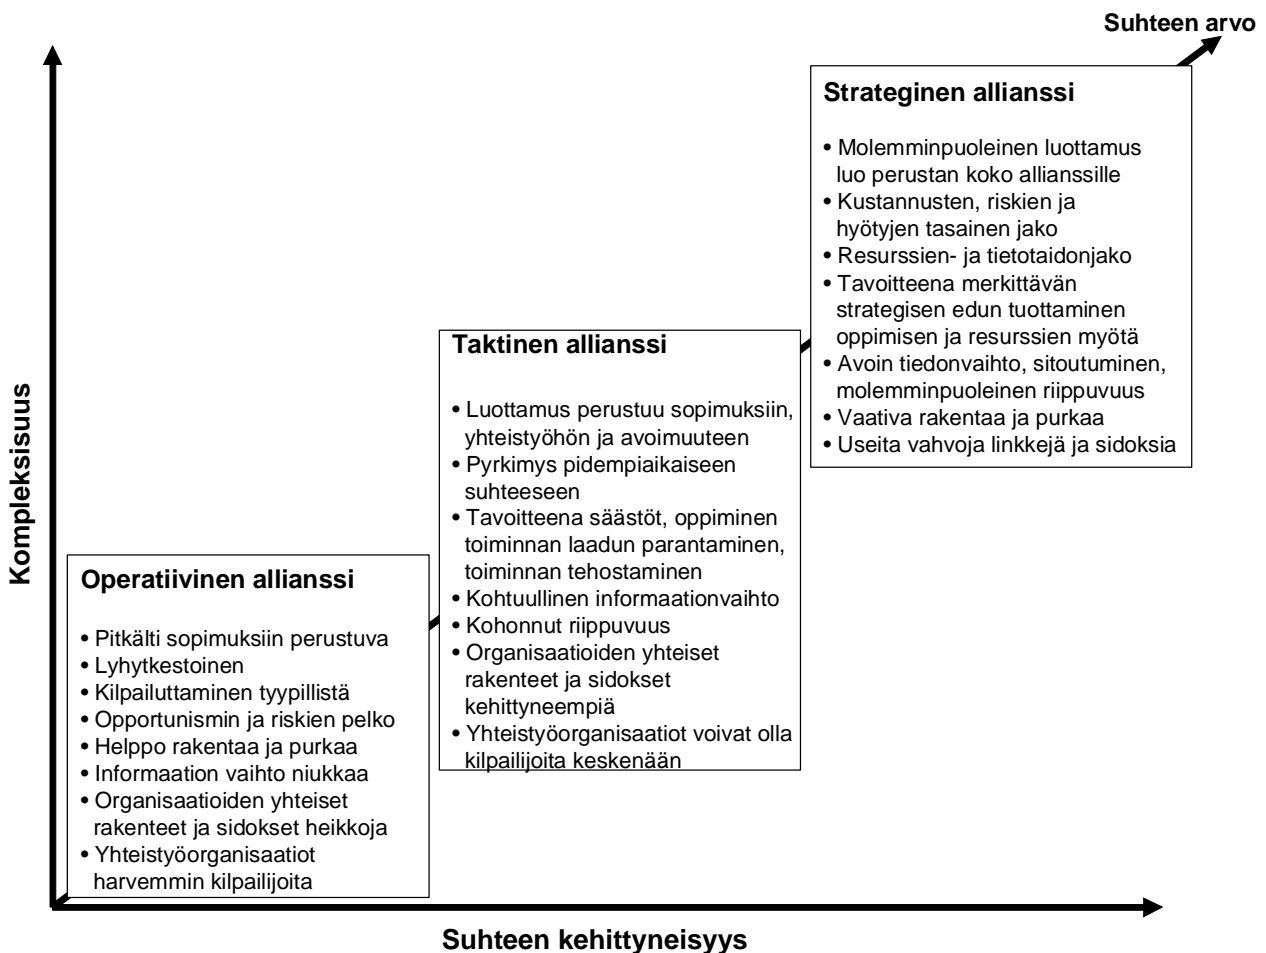 Suhteen arvo
Strateginen allianssi
• Molemminpuoleinen luottamus
luo perustan koko allianssille
• Kustannusten, riskien ja
hyötyjen tasainen jako
• Resurssien- ja tietotaidonjako
• Tavoitteena merkittävän
strategisen edun tuottaminen
oppimisen ja resurssien myötä
• Avoin tiedonvaihto, sitoutuminen,
molemminpuoleinen riippuvuus
• Vaativa rakentaa ja purkaa
• Useita vahvoja linkkejä ja sidoksia
Taktinen allianssi
• Luottamus perustuu sopimuksiin,
yhteistyöhön ja avoimuuteen
• Pyrkimys pidempiaikaiseen
suhteeseen
• Tavoitteena säästöt, oppiminen
toiminnan laadun parantaminen,
toiminnan tehostaminen
• Kohtuullinen informaationvaihto
• Kohonnut riippuvuus
• Organisaatioiden yhteiset
rakenteet ja sidokset
kehittyneempiä
• Yhteistyöorganisaatiot voivat olla
kilpailijoita keskenään
Kompleksisuus
Operatiivinen allianssi
• Pitkälti sopimuksiin perustuva
• Lyhytkestoinen
• Kilpailuttaminen tyypillistä
• Opportunismin ja riskien pelko
• Helppo rakentaa ja purkaa
• Informaation vaihto niukkaa
• Organisaatioiden yhteiset
rakenteet ja sidokset heikkoja
• Yhteistyöorganisaatiot
harvemmin kilpailijoita
Suhteen kehittyneisyys